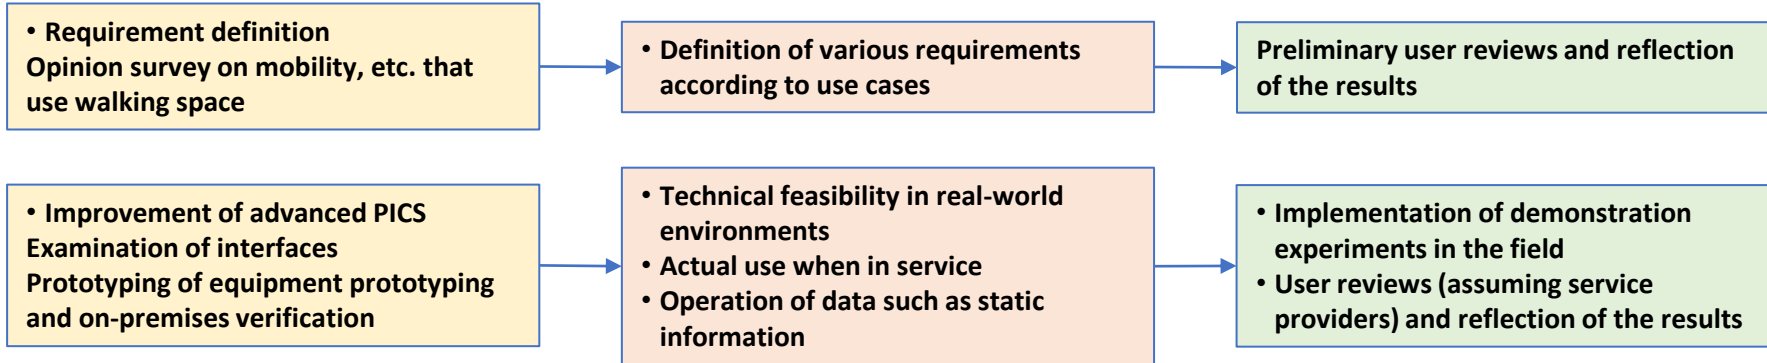 • Requirement definition
Opinion survey on mobility, etc. that
use walking space
• Definition of various requirements
according to use cases
Preliminary user reviews and reflection
of the results
• Improvement of advanced PICS
Examination of interfaces
Prototyping of equipment prototyping
and on-premises verification
• Technical feasibility in real-world
environments
• Actual use when in service
• Operation of data such as static
information
• Implementation of demonstration
experiments in the field
• User reviews (assuming service
providers) and reflection of the results